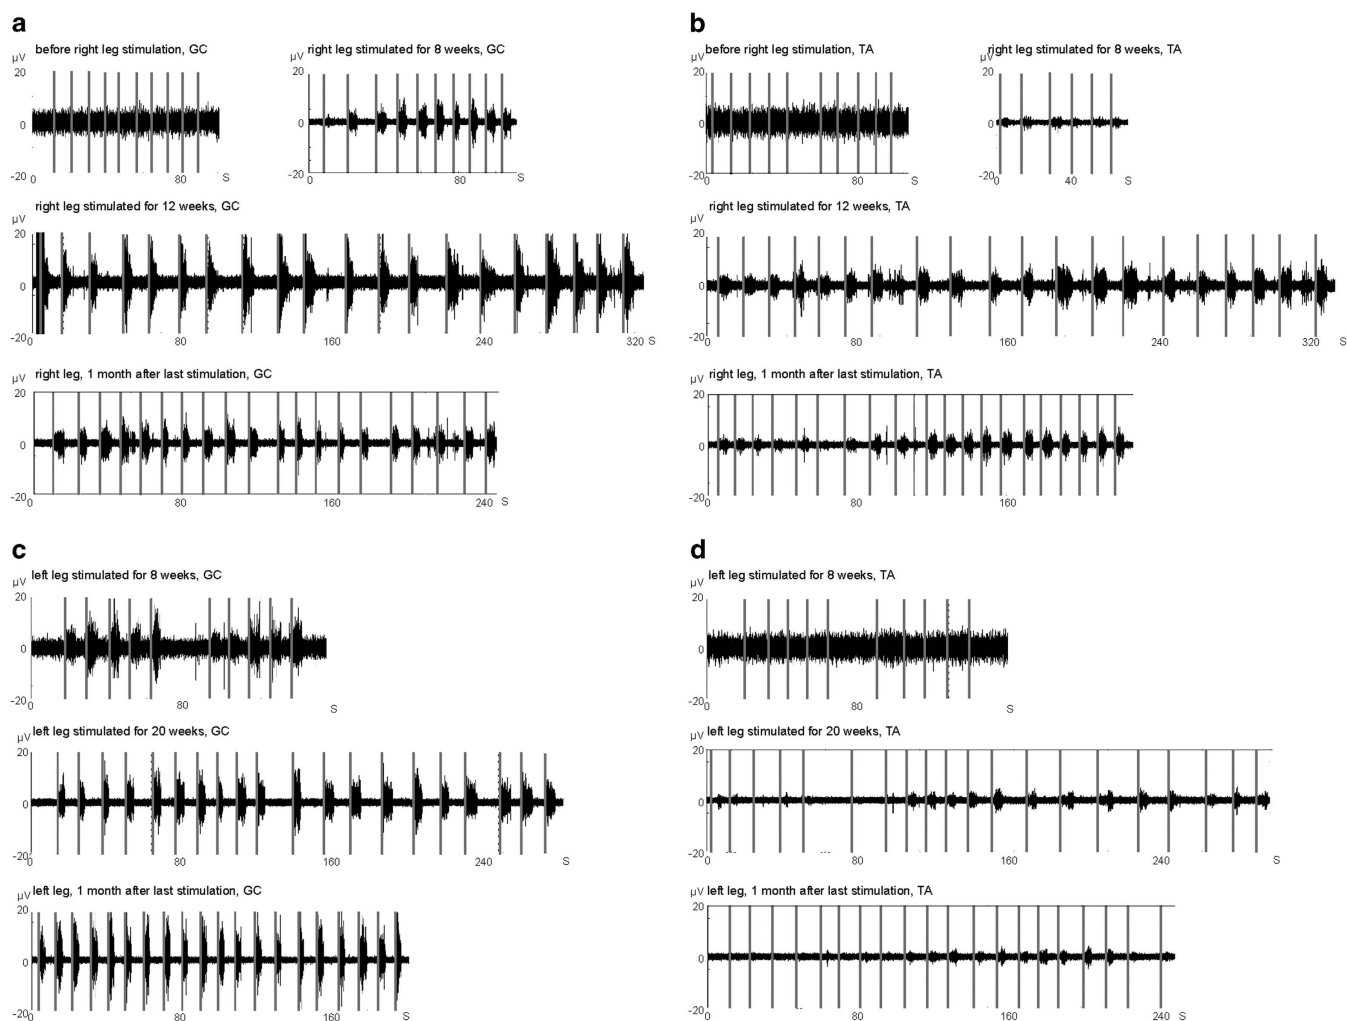 a
before right leg stimulation, GC
µV
20
0
-20
0
80
S
right leg stimulated for 8 weeks, GC
µV
20
0
-20
0
80
S
right leg stimulated for 12 weeks, GC
µV
20
0
-20
0
80
160
240
320
S
right leg, 1 month after last stimulation, GC
µV
20
0
-20
0
80
160
240
S
b
before right leg stimulation, TA
µV
20
0
-20
0
80
S
right leg stimulated for 8 weeks, TA
µV
20
0
-20
0
40
S
right leg stimulated for 12 weeks, TA
µV
20
0
-20
0
80
160
240
320
S
right leg, 1 month after last stimulation, TA
µV
20
0
-20
0
80
160
c
left leg stimulated for 8 weeks, GC
µV
20
0
-20
0
80
S
left leg stimulated for 20 weeks, GC
µV
20
0
-20
0
80
160
240
S
left leg, 1 month after last stimulation, GC
µV
20
0
-20
0
80
160
S
d
left leg stimulated for 8 weeks, TA
µV
20
0
-20
0
80
S
left leg stimulated for 20 weeks, TA
µV
20
0
-20
0
80
160
240
S
left leg, 1 month after last stimulation, TA
µV
20
0
-20
0
80
160
240
S